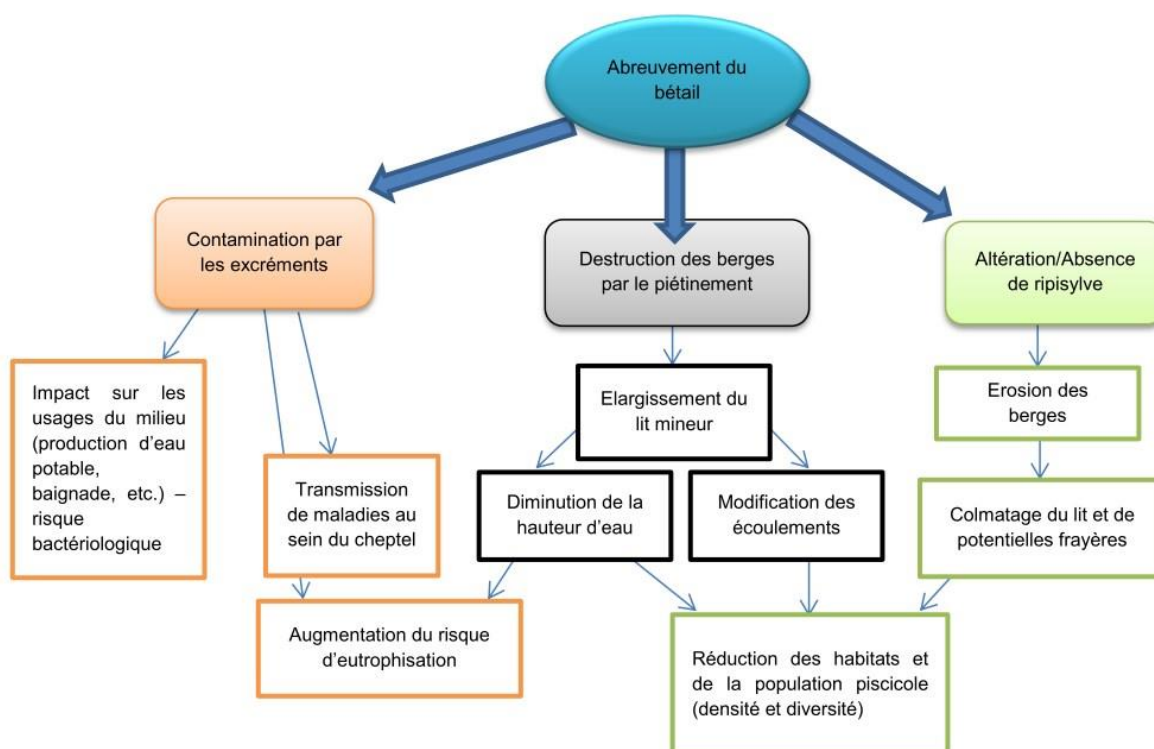 Abreuvement du
bétail
Contamination par
les excréments
Destruction des berges
par le piétinement
Altération/Absence
de ripisylve
Impact sur les
usages du milieu
(production d'eau
potable,
baignade, etc.) –
risque
bactériologique
Transmission
de maladies au
sein du cheptel
Elargissement du
lit mineur
Diminution de la
hauteur d'eau
Modification des
écoulements
Erosion des
berges
Colmatage du lit et de
potentielles frayères
Augmentation du risque
d'eutrophisation
Réduction des habitats et
de la population piscicole
(densité et diversité)